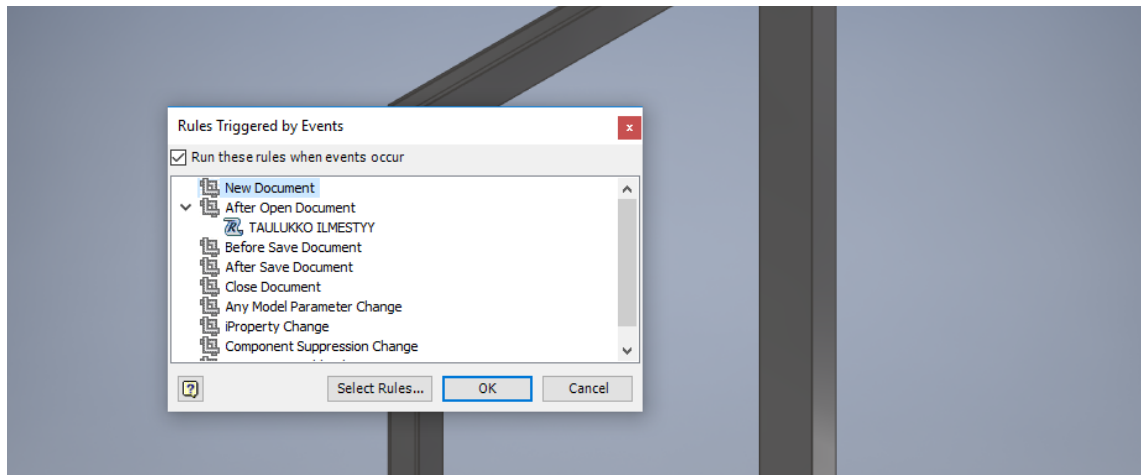 Rules Triggered by Events
x
Run these rules when events occur
New Document
After Open Document
TAULUKKO ILMESTYY
Before Save Document
After Save Document
Close Document
Any Model Parameter Change
iProperty Change
Component Suppression Change
?
Select Rules...
OK
Cancel